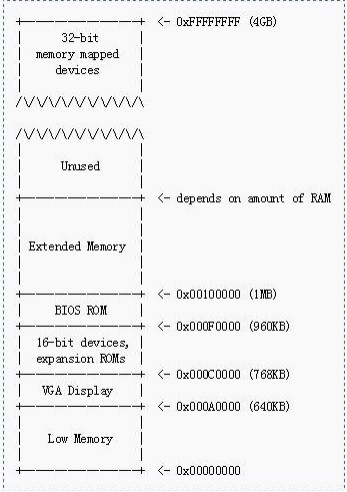 <- 0xFFFFFFFF (4GB)
32-bit
memory mapped
devices
/\/\/\/\/\/\/\/\/\/\
/\/\/\/\/\/\/\/\/\/\
Unused
<- depends on amount of RAM
Extended Memory
<- 0x00100000 (1MB)
BIOS ROM
<- 0x000F0000 (960KB)
16-bit devices,
expansion ROMs
<- 0x000C0000 (768KB)
VGA Display
<- 0x000A0000 (640KB)
Low Memory
<- 0x00000000